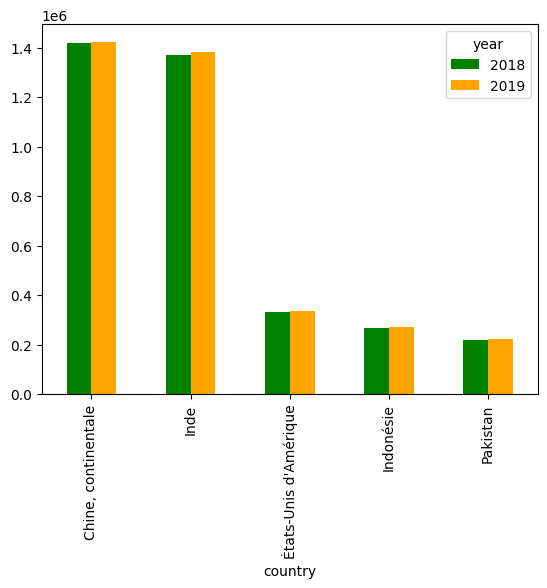 1e6
1.4
1.2
1.0
0.8
0.6
0.4
0.2
0.0
year
2018
2019
Chine, continentale
Inde
États-Unis d'Amérique
Indonésie
Pakistan
country